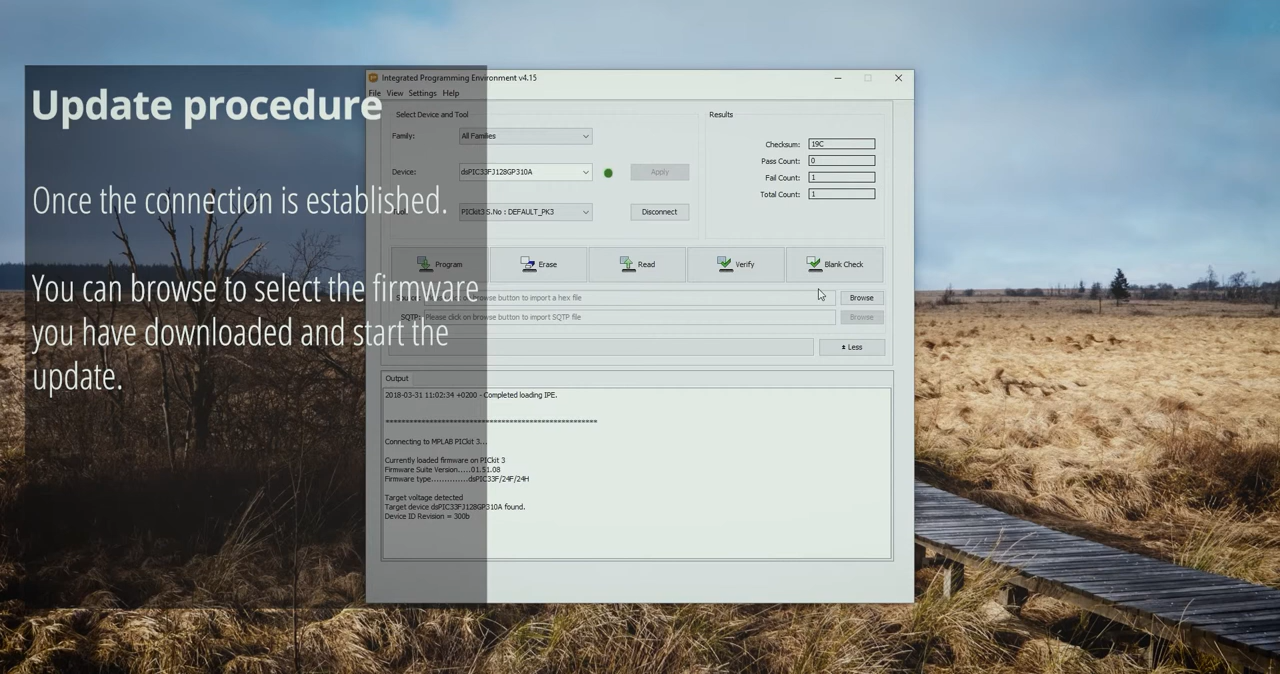 Update procedure
Once the connection is established.
You can browse to select the firmware
you have downloaded and start the
update.
Integrated Programming Environment v4.15
File View Settings Help
Select Device and Tool
Family: All Families
Device: dsPIC33FJ128GP310A Apply
PICkit3 S.No : DEFAULT_PK3 Disconnect
Results
Checksum: 19C
Pass Count: 0
Fail Count: 1
Total Count: 1
Program Erase Read Verify Blank Check
Source: on browse button to import a hex file Browse
SQTP: Please click on browse button to import SQTP file Browse
Less
Output
2018-03-31 11:02:34 +0200 - Completed loading IPE.
*****************************************************
Connecting to MPLAB PICkit 3...
Currently loaded firmware on PICkit 3
Firmware Suite Version.....01.51.08
Firmware type..............dsPIC33F/24F/24H
Target voltage detected
Target device dsPIC33FJ128GP310A found.
Device ID Revision = 300b